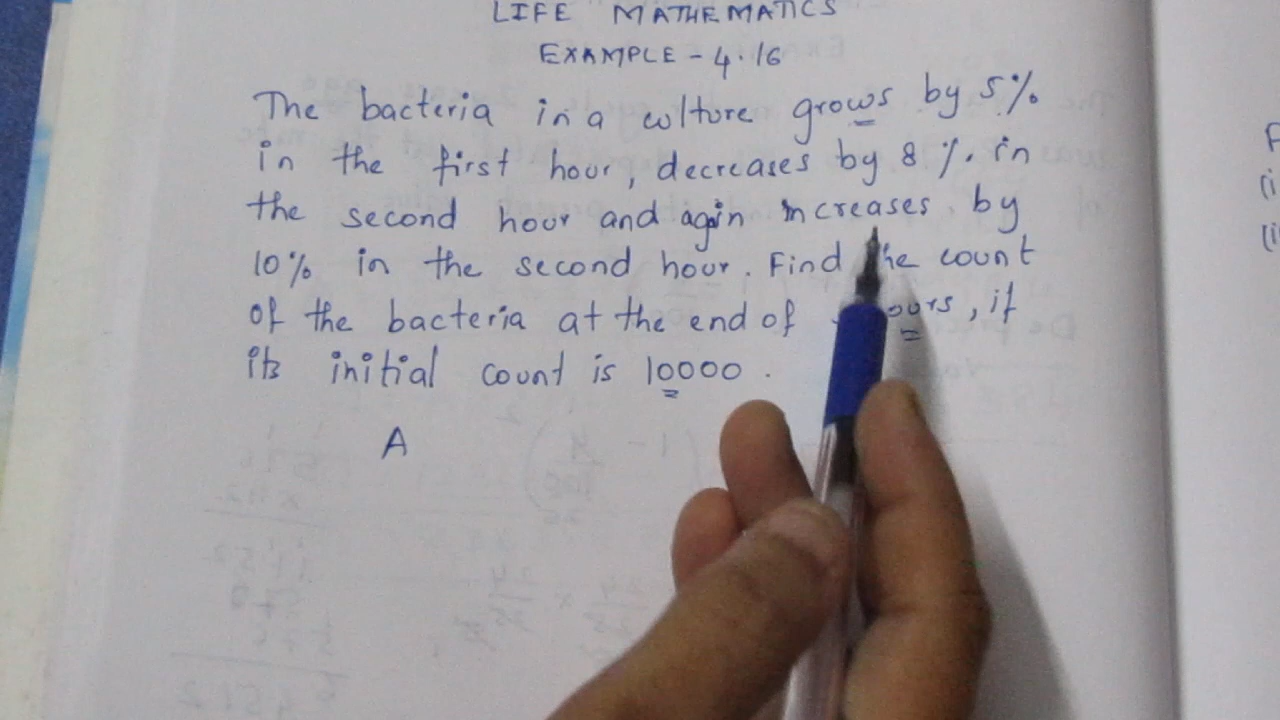 LIFE MATHEMATICS
EXAMPLE - 4.16
The bacteria in a culture grows by 5%
in the first hour, decreases by 8% in
the second hour and again increases by
10% in the second hour. Find the count
of the bacteria at the end of ours, if
its initial count is 10000.
A